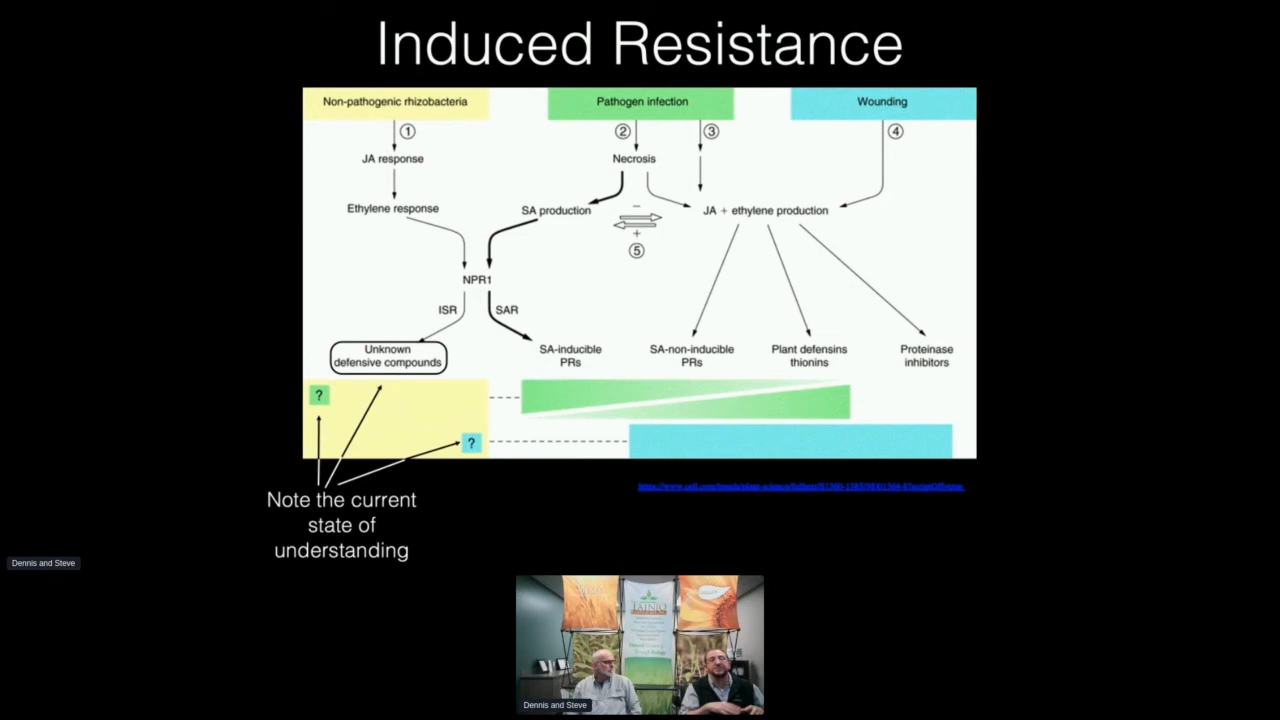 Induced Resistance
Non-pathogenic rhizobacteria
Pathogen infection
Wounding
1
2
3
4
JA response
Necrosis
Ethylene response
SA production
JA + ethylene production
−
+
5
NPR1
ISR
SAR
Unknown
defensive compounds
SA-inducible
PRs
SA-non-inducible
PRs
Plant defensins
thionins
Proteinase
inhibitors
?
?
Note the current
state of
understanding
Dennis and Steve
Dennis and Steve